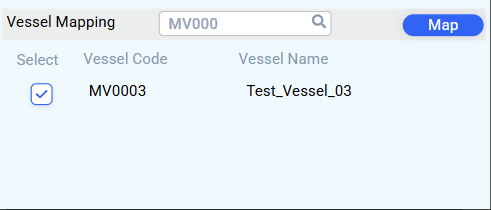 Vessel Mapping MV000 Map
Select Vessel Code Vessel Name
MV0003 Test_Vessel_03